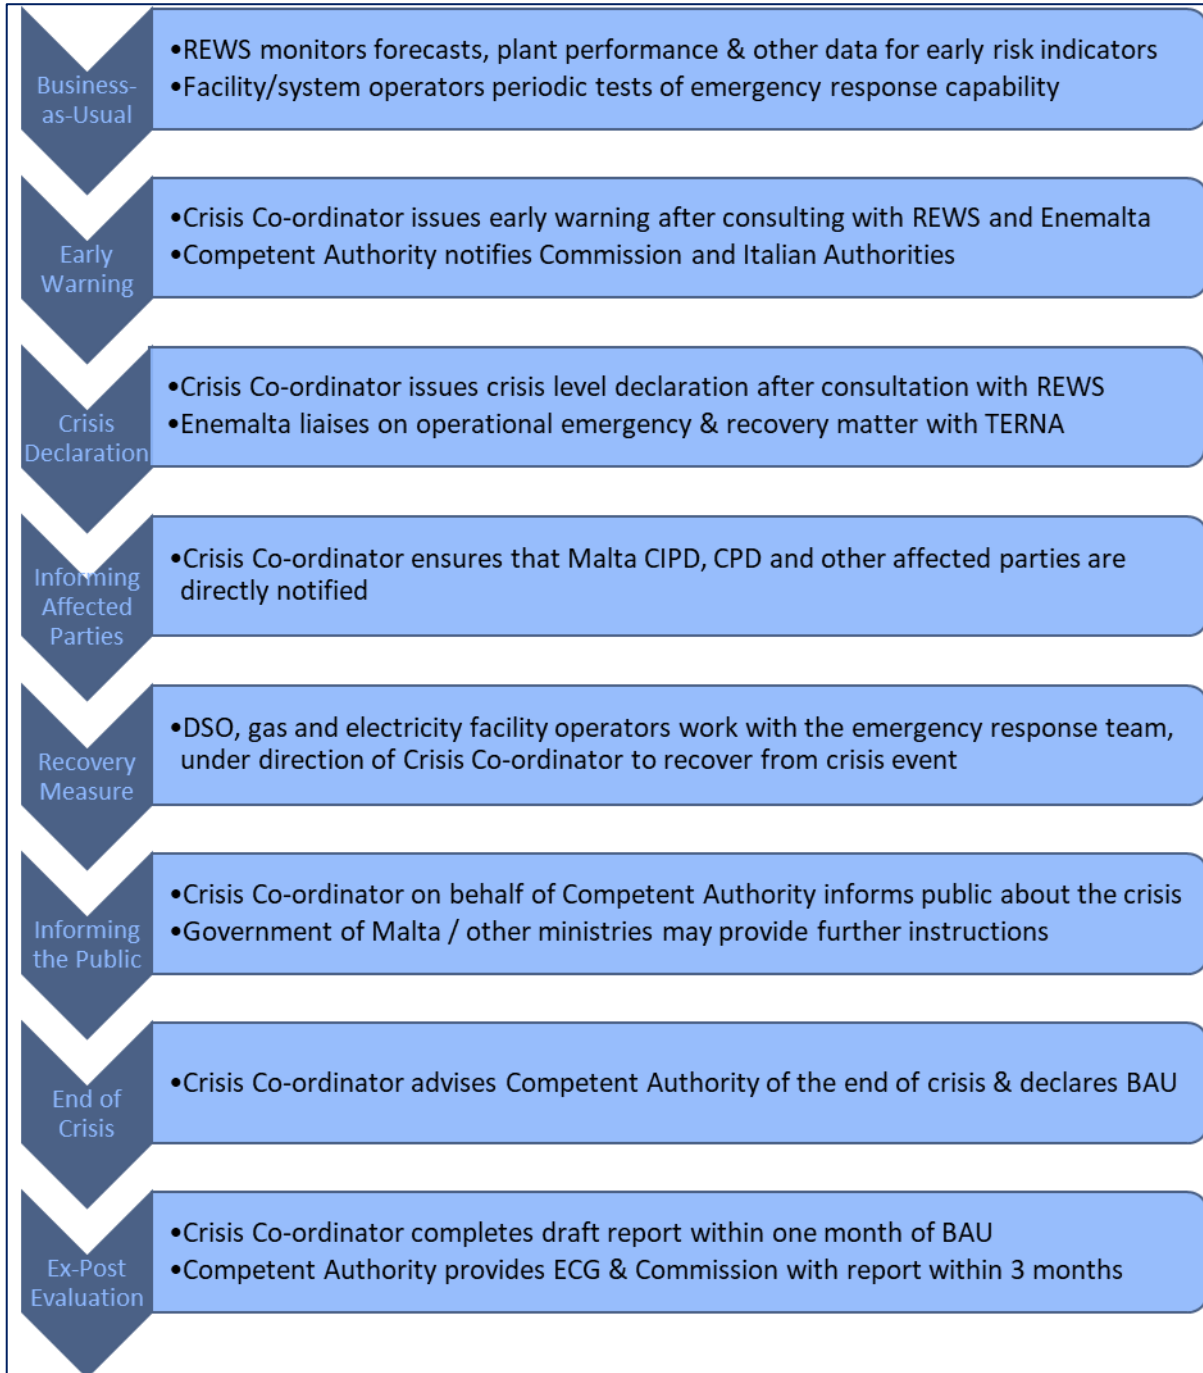 Business-
as-Usual
•REWS monitors forecasts, plant performance & other data for early risk indicators
•Facility/system operators periodic tests of emergency response capability
Early
Warning
•Crisis Co-ordinator issues early warning after consulting with REWS and Enemalta
•Competent Authority notifies Commission and Italian Authorities
Crisis
Declaration
•Crisis Co-ordinator issues crisis level declaration after consultation with REWS
•Enemalta liaises on operational emergency & recovery matter with TERNA
Informing
Affected
Parties
•Crisis Co-ordinator ensures that Malta CIPD, CPD and other affected parties are
directly notified
Recovery
Measure
•DSO, gas and electricity facility operators work with the emergency response team,
under direction of Crisis Co-ordinator to recover from crisis event
Informing
the Public
•Crisis Co-ordinator on behalf of Competent Authority informs public about the crisis
•Government of Malta / other ministries may provide further instructions
End of
Crisis
•Crisis Co-ordinator advises Competent Authority of the end of crisis & declares BAU
Ex-Post
Evaluation
•Crisis Co-ordinator completes draft report within one month of BAU
•Competent Authority provides ECG & Commission with report within 3 months